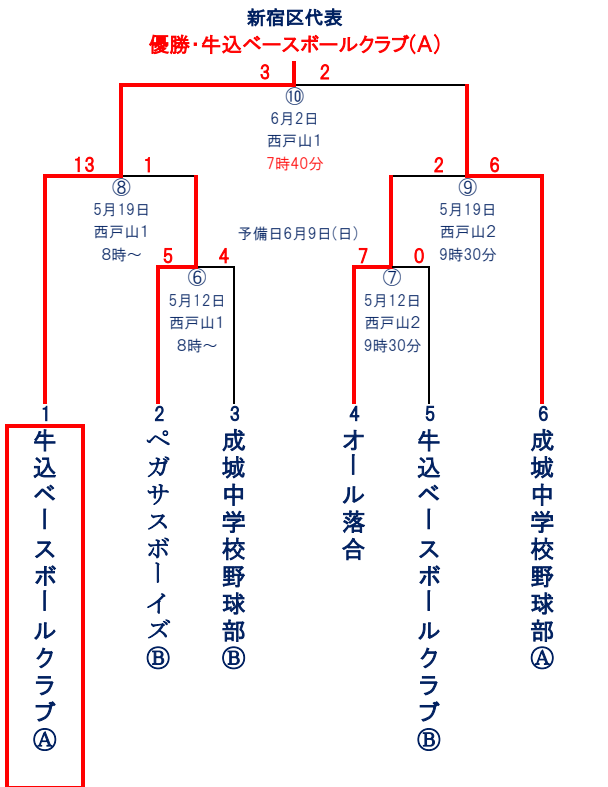 新宿区代表
優勝・牛込ベースボールクラブ(A)
3 2
⑩
6月2日
西戸山1
7時40分
13 1 2 6
⑧ ⑨
5月19日 5月19日
西戸山1 西戸山2
8時～ 9時30分
予備日6月9日(日)
5 4 7 0
⑥ ⑦
5月12日 5月12日
西戸山1 西戸山2
8時～ 9時30分
1 2 3 4 5 6
牛込ベースボールクラブⒶ
ペガサスボーイズⒷ
成城中学校野球部Ⓑ
オール落合
牛込ベースボールクラブⒷ
成城中学校野球部Ⓐ